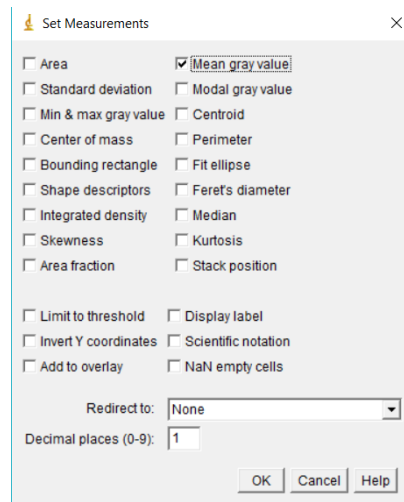 Set Measurements
Area Mean gray value
Standard deviation Modal gray value
Min & max gray value Centroid
Center of mass Perimeter
Bounding rectangle Fit ellipse
Shape descriptors Feret's diameter
Integrated density Median
Skewness Kurtosis
Area fraction Stack position
Limit to threshold Display label
Invert Y coordinates Scientific notation
Add to overlay NaN empty cells
Redirect to: None
Decimal places (0-9): 1
OK Cancel Help